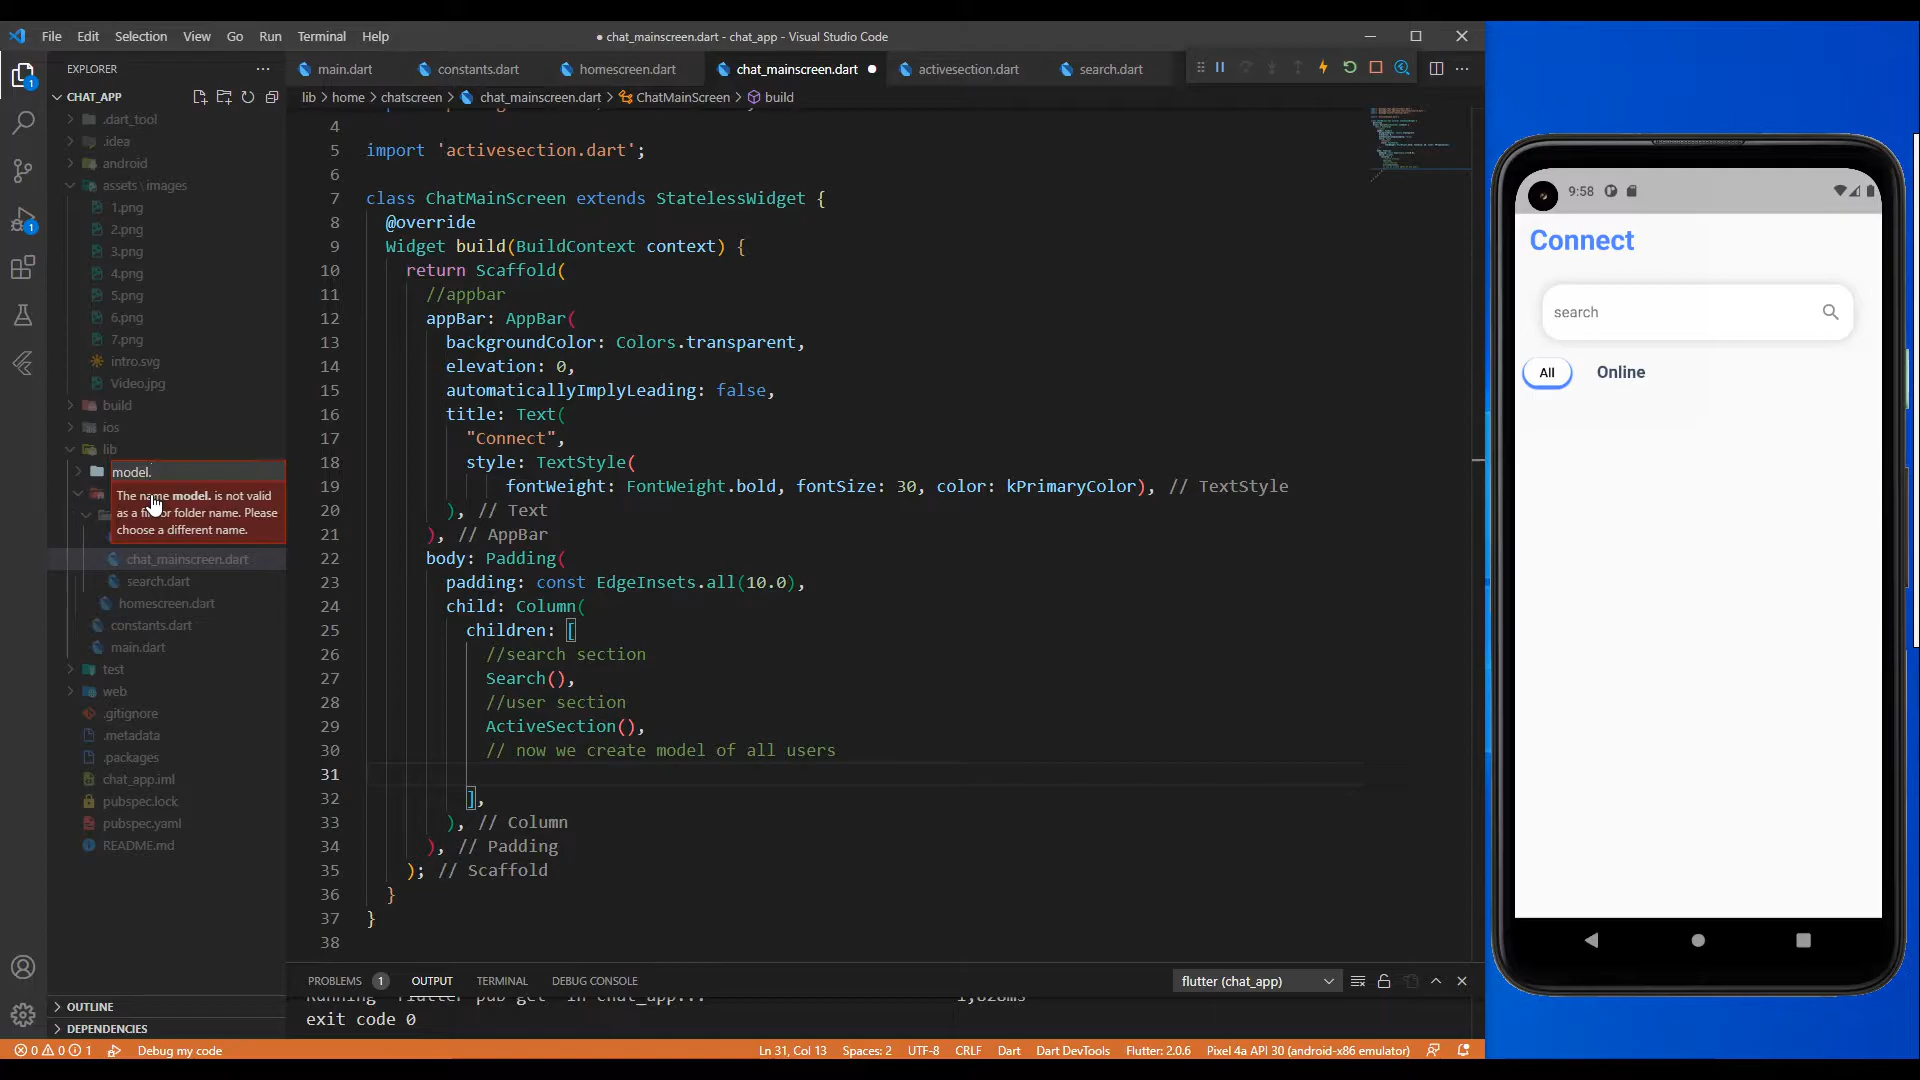 File Edit Selection View Go Run Terminal Help
● chat_mainscreen.dart - chat_app - Visual Studio Code
EXPLORER
main.dart constants.dart homescreen.dart chat_mainscreen.dart activesection.dart search.dart
CHAT_APP
lib > home > chatscreen > chat_mainscreen.dart > ChatMainScreen > build
.dart_tool
.idea
android
assets \ images
1.png
2.png
3.png
4.png
5.png
6.png
7.png
intro.svg
Video.jpg
build
ios
lib
model.
The name model. is not valid
as a file or folder name. Please
choose a different name.
chat_mainscreen.dart
search.dart
homescreen.dart
constants.dart
main.dart
test
web
.gitignore
.metadata
.packages
chat_app.iml
pubspec.lock
pubspec.yaml
README.md
OUTLINE
DEPENDENCIES
4
5 import 'activesection.dart';
6
7 class ChatMainScreen extends StatelessWidget {
8 @override
9 Widget build(BuildContext context) {
10 return Scaffold(
11 //appbar
12 appBar: AppBar(
13 backgroundColor: Colors.transparent,
14 elevation: 0,
15 automaticallyImplyLeading: false,
16 title: Text(
17 "Connect",
18 style: TextStyle(
19 fontWeight: FontWeight.bold, fontSize: 30, color: kPrimaryColor), // TextStyle
20 ), // Text
21 ), // AppBar
22 body: Padding(
23 padding: const EdgeInsets.all(10.0),
24 child: Column(
25 children: [
26 //search section
27 Search(),
28 //user section
29 ActiveSection(),
30 // now we create model of all users
31
32 ],
33 ), // Column
34 ), // Padding
35 ); // Scaffold
36 }
37 }
38
PROBLEMS 1 OUTPUT TERMINAL DEBUG CONSOLE flutter (chat_app)
Running "flutter pub get" in chat_app... 1,828ms
exit code 0
0 0 1 Debug my code Ln 31, Col 13 Spaces: 2 UTF-8 CRLF Dart Dart DevTools Flutter: 2.0.6 Pixel 4a API 30 (android-x86 emulator)
9:58
Connect
search
All Online